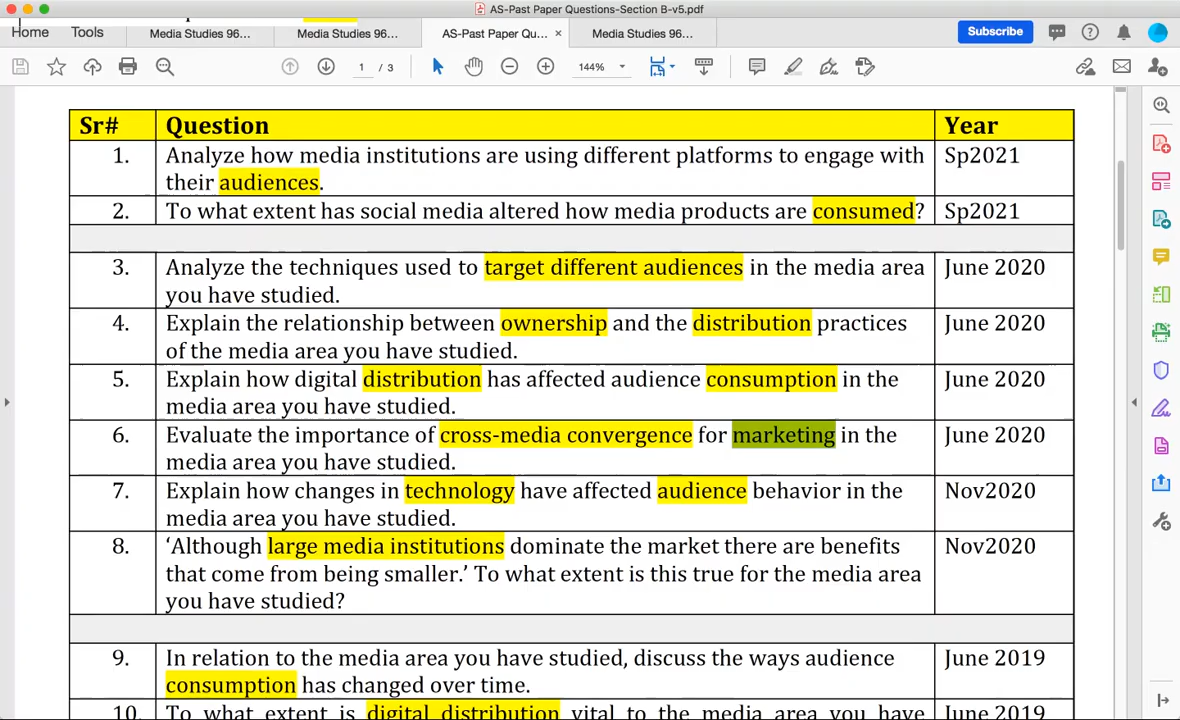 AS-Past Paper Questions-Section B-v5.pdf
Home Tools Media Studies 96... Media Studies 96... AS-Past Paper Qu... × Media Studies 96... Subscribe
1 / 3 144%
Sr# Question Year
1. Analyze how media institutions are using different platforms to engage with Sp2021
their audiences.
2. To what extent has social media altered how media products are consumed? Sp2021
3. Analyze the techniques used to target different audiences in the media area June 2020
you have studied.
4. Explain the relationship between ownership and the distribution practices June 2020
of the media area you have studied.
5. Explain how digital distribution has affected audience consumption in the June 2020
media area you have studied.
6. Evaluate the importance of cross-media convergence for marketing in the June 2020
media area you have studied.
7. Explain how changes in technology have affected audience behavior in the Nov2020
media area you have studied.
8. ‘Although large media institutions dominate the market there are benefits Nov2020
that come from being smaller.’ To what extent is this true for the media area
you have studied?
9. In relation to the media area you have studied, discuss the ways audience June 2019
consumption has changed over time.
10. To what extent is digital distribution vital to the media area you have June 2019